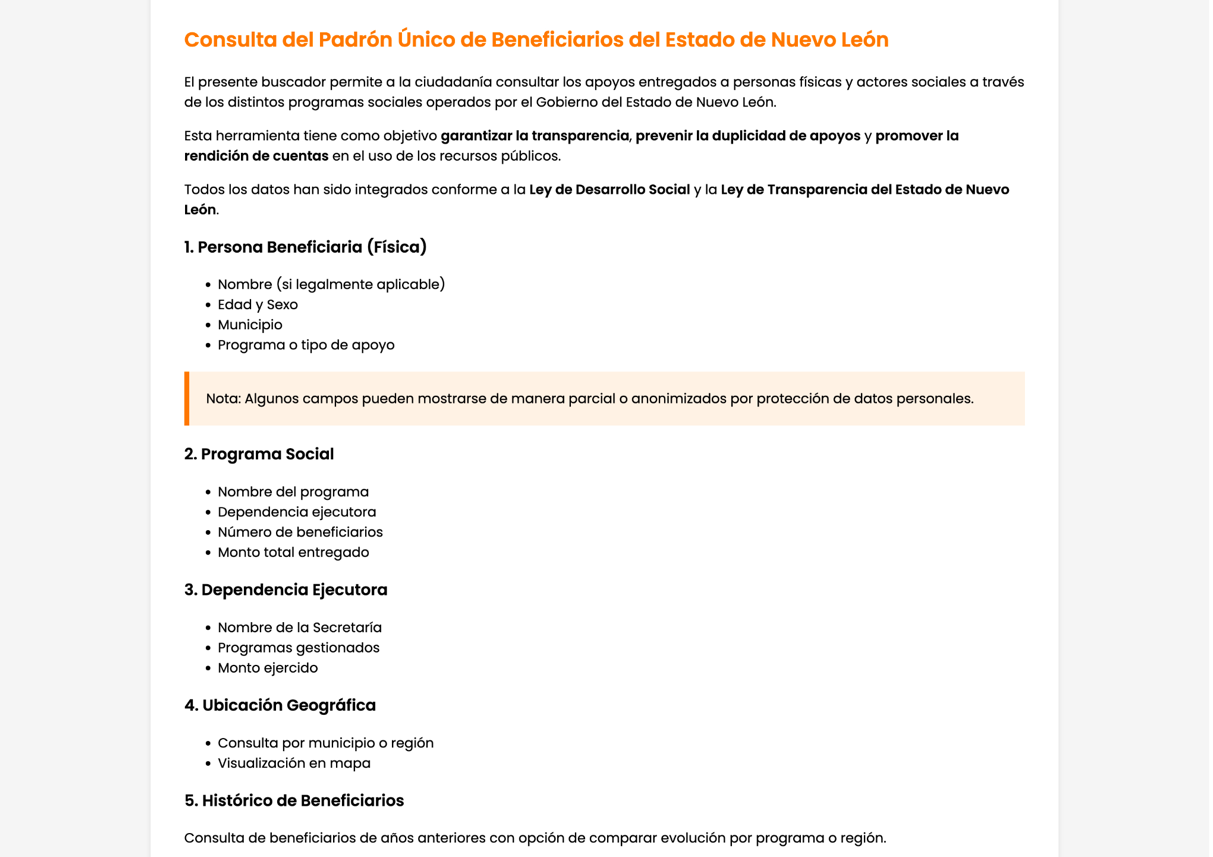 Consulta del Padrón Único de Beneficiarios del Estado de Nuevo León
El presente buscador permite a la ciudadanía consultar los apoyos entregados a personas físicas y actores sociales a través
de los distintos programas sociales operados por el Gobierno del Estado de Nuevo León.
Esta herramienta tiene como objetivo garantizar la transparencia, prevenir la duplicidad de apoyos y promover la
rendición de cuentas en el uso de los recursos públicos.
Todos los datos han sido integrados conforme a la Ley de Desarrollo Social y la Ley de Transparencia del Estado de Nuevo
León.
1. Persona Beneficiaria (Física)
• Nombre (si legalmente aplicable)
• Edad y Sexo
• Municipio
• Programa o tipo de apoyo
Nota: Algunos campos pueden mostrarse de manera parcial o anonimizados por protección de datos personales.
2. Programa Social
• Nombre del programa
• Dependencia ejecutora
• Número de beneficiarios
• Monto total entregado
3. Dependencia Ejecutora
• Nombre de la Secretaría
• Programas gestionados
• Monto ejercido
4. Ubicación Geográfica
• Consulta por municipio o región
• Visualización en mapa
5. Histórico de Beneficiarios
Consulta de beneficiarios de años anteriores con opción de comparar evolución por programa o región.